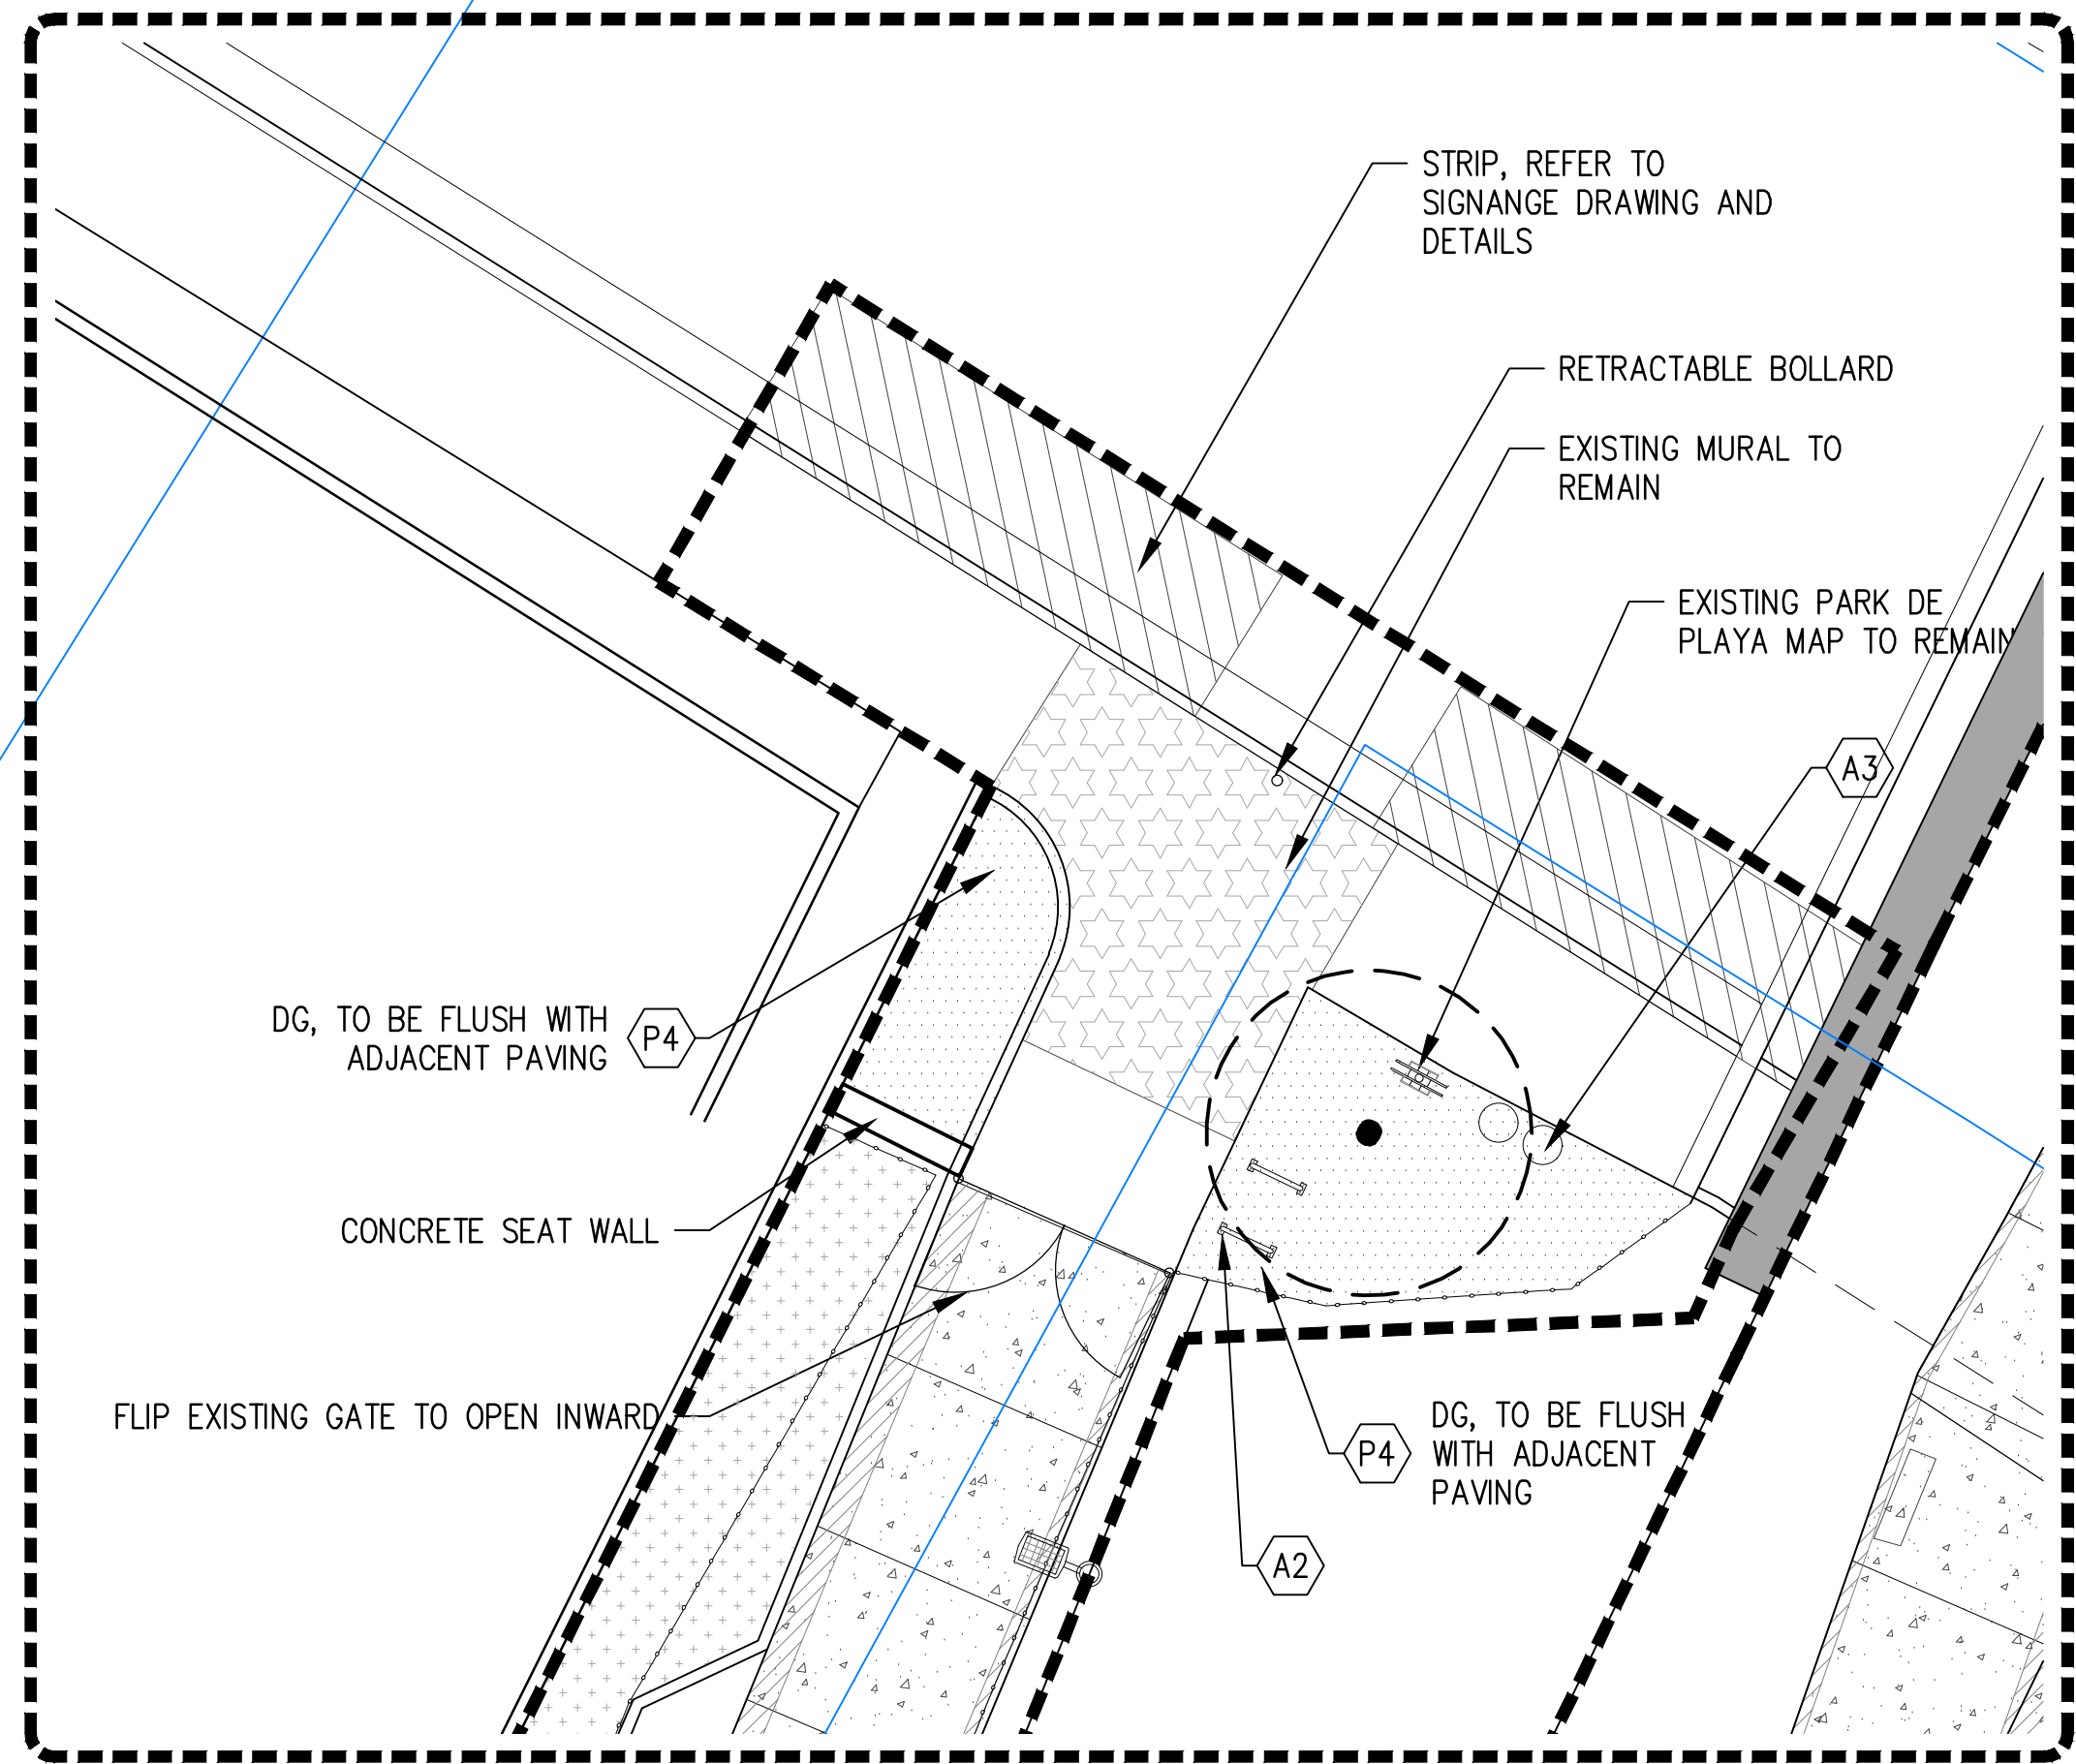 STRIP, REFER TO
SIGNANGE DRAWING AND
DETAILS
RETRACTABLE BOLLARD
EXISTING MURAL TO
REMAIN
EXISTING PARK DE
PLAYA MAP TO REMAIN
A3
DG, TO BE FLUSH WITH
ADJACENT PAVING
P4
CONCRETE SEAT WALL
FLIP EXISTING GATE TO OPEN INWARD
P4
DG, TO BE FLUSH
WITH ADJACENT
PAVING
A2